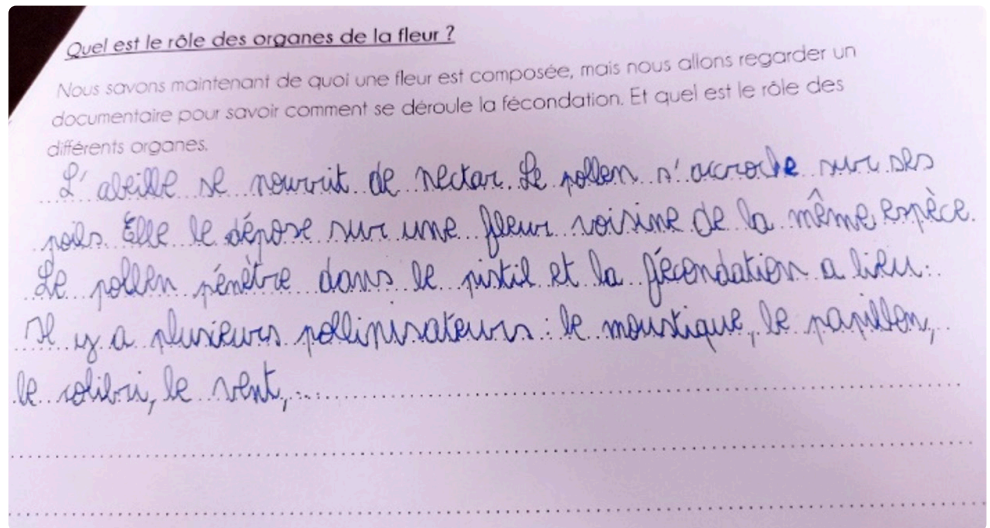 Quel est le rôle des organes de la fleur ?
Nous savons maintenant de quoi une fleur est composée, mais nous allons regarder un
documentaire pour savoir comment se déroule la fécondation. Et quel est le rôle des
différents organes.
L'abeille se nourrit de nectar. Le pollen s'accroche sur ses
poils. Elle le dépose sur une fleur voisine de la même espèce.
Le pollen pénètre dans le pistil et la fécondation a lieu.
Il y a plusieurs pollinisateurs : le moustique, le papillon,
le colibri, le vent, ...